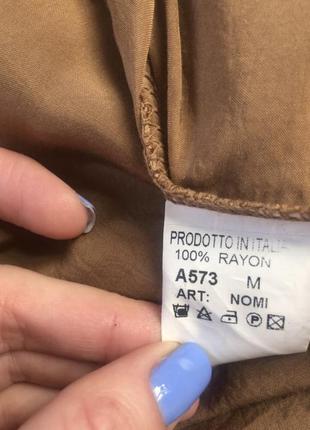 PRODOTTO IN ITALIA
100% RAYON
A573 M
ART: NOMI